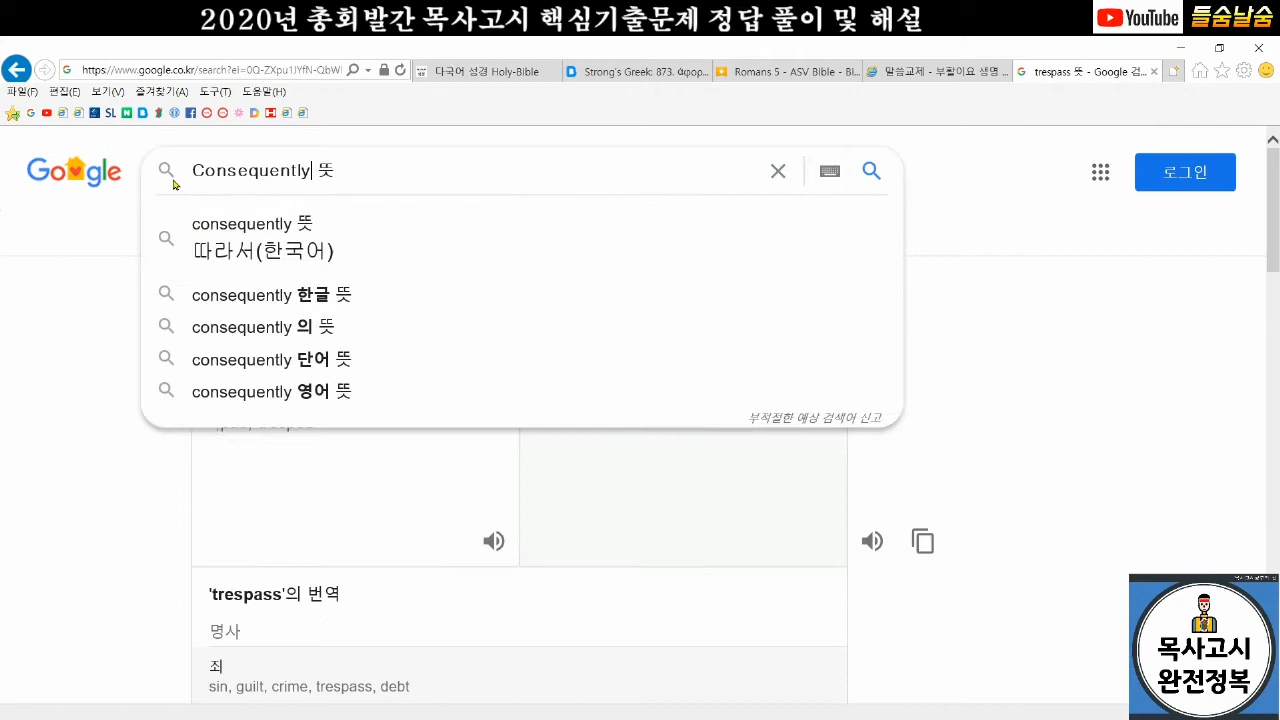 2020년 총회발간 목사고시 핵심기출문제 정답 풀이 및 해설
YouTube 들숨날숨
https://www.google.co.kr/search?ei=0Q-ZXpu1JYfN-QbWl
다국어 성경 Holy-Bible
Strong's Greek: 873. ἀφορ...
Romans 5 - ASV Bible - Bl...
말씀교제 - 부활이요 생명 ...
trespass 뜻 - Google 검...
파일(F) 편집(E) 보기(V) 즐겨찾기(A) 도구(T) 도움말(H)
Google
Consequently 뜻
로그인
consequently 뜻
따라서(한국어)
consequently 한글 뜻
consequently 의 뜻
consequently 단어 뜻
consequently 영어 뜻
부적절한 예상 검색어 신고
'trespass'의 번역
명사
죄
sin, guilt, crime, trespass, debt
목사고시
완전정복